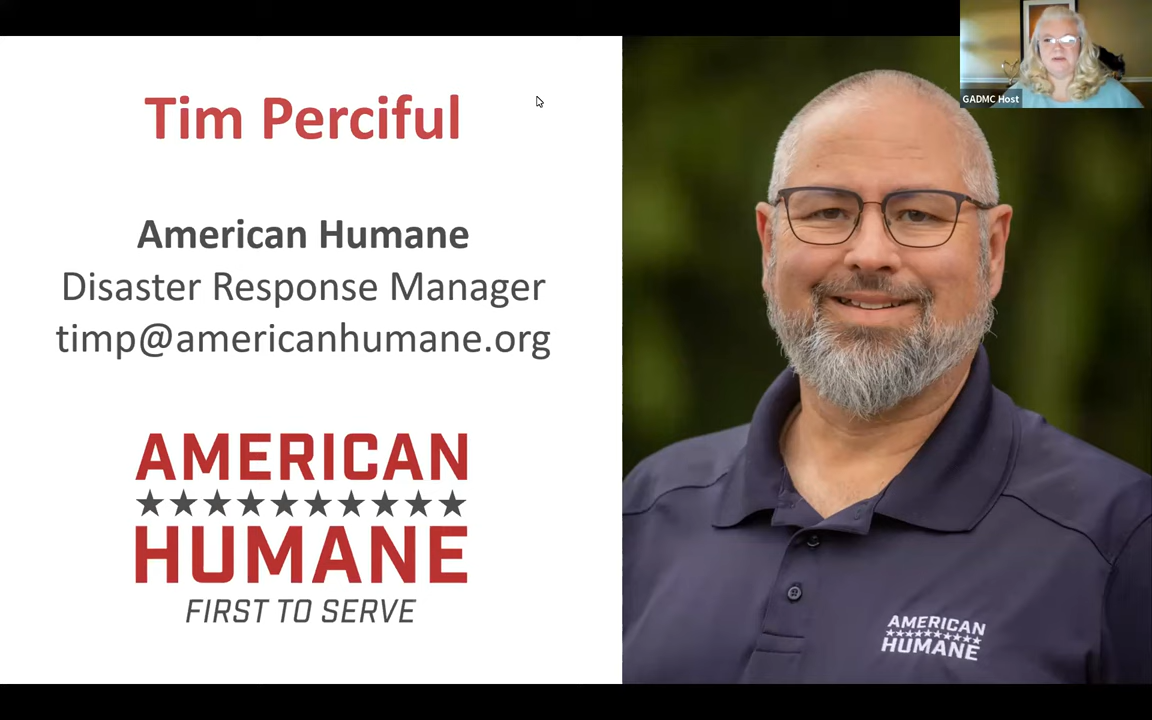 Tim Perciful
American Humane
Disaster Response Manager
timp@americanhumane.org
AMERICAN
HUMANE
FIRST TO SERVE
GADMC Host
AMERICAN
HUMANE